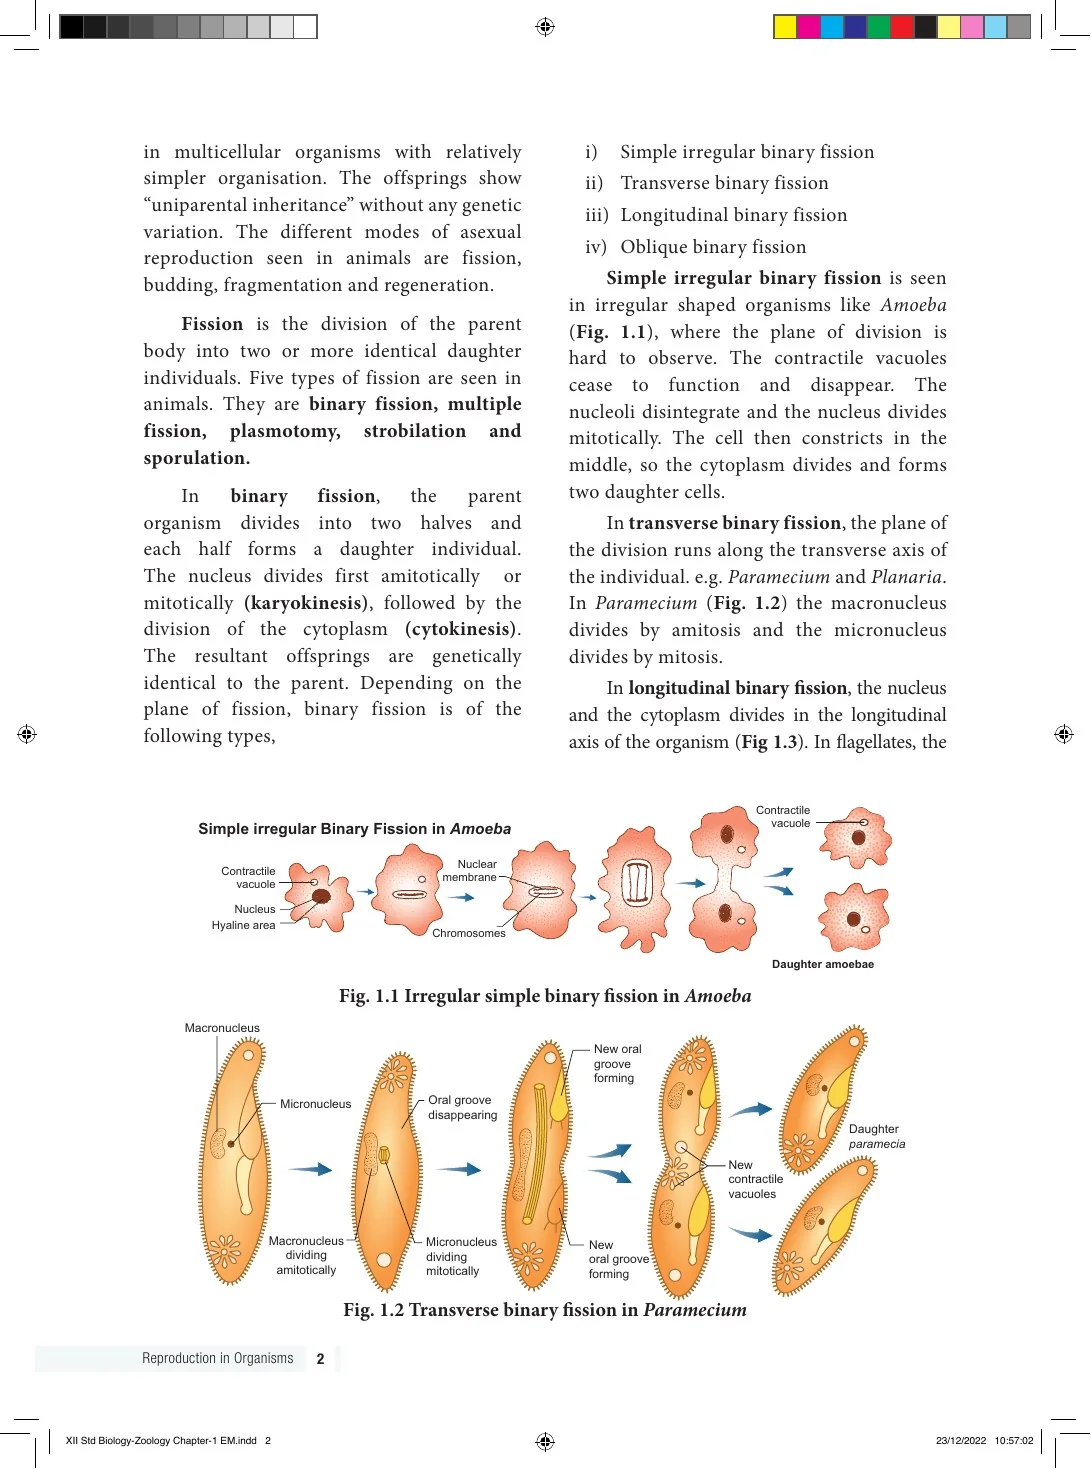 in multicellular organisms with relatively
simpler organisation. The offsprings show
“uniparental inheritance” without any genetic
variation. The different modes of asexual
reproduction seen in animals are fission,
budding, fragmentation and regeneration.
Fission is the division of the parent
body into two or more identical daughter
individuals. Five types of fission are seen in
animals. They are binary fission, multiple
fission, plasmotomy, strobilation and
sporulation.
In binary fission, the parent
organism divides into two halves and
each half forms a daughter individual.
The nucleus divides first amitotically or
mitotically (karyokinesis), followed by the
division of the cytoplasm (cytokinesis).
The resultant offsprings are genetically
identical to the parent. Depending on the
plane of fission, binary fission is of the
following types,
i) Simple irregular binary fission
ii) Transverse binary fission
iii) Longitudinal binary fission
iv) Oblique binary fission
Simple irregular binary fission is seen
in irregular shaped organisms like Amoeba
(Fig. 1.1), where the plane of division is
hard to observe. The contractile vacuoles
cease to function and disappear. The
nucleoli disintegrate and the nucleus divides
mitotically. The cell then constricts in the
middle, so the cytoplasm divides and forms
two daughter cells.
In transverse binary fission, the plane of
the division runs along the transverse axis of
the individual. e.g. Paramecium and Planaria.
In Paramecium (Fig. 1.2) the macronucleus
divides by amitosis and the micronucleus
divides by mitosis.
In longitudinal binary fission, the nucleus
and the cytoplasm divides in the longitudinal
axis of the organism (Fig 1.3). In flagellates, the
Simple irregular Binary Fission in Amoeba
Contractile
vacuole
Nucleus
Hyaline area
Nuclear
membrane
Chromosomes
Contractile
vacuole
Daughter amoebae
Fig. 1.1 Irregular simple binary fission in Amoeba
Macronucleus
Micronucleus
Macronucleus
dividing
amitotically
Oral groove
disappearing
Micronucleus
dividing
mitotically
New oral
groove
forming
New
oral groove
forming
New
contractile
vacuoles
Daughter
paramecia
Fig. 1.2 Transverse binary fission in Paramecium
Reproduction in Organisms 2
XII Std Biology-Zoology Chapter-1 EM.indd 2
23/12/2022 10:57:02